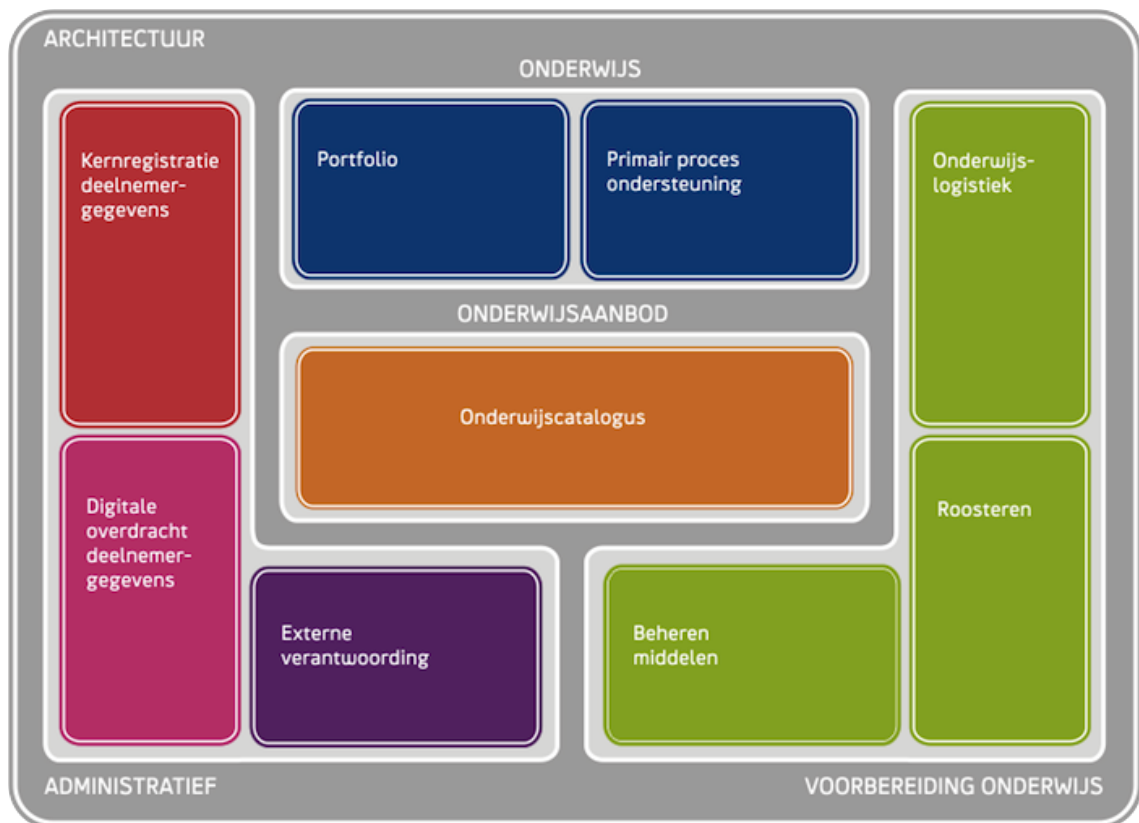 ARCHITECTUUR
ONDERWIJS
Kernregistratie
deelnemer-
gegevens
Portfolio
Primair proces
ondersteuning
Onderwijs-
logistiek
ONDERWIJSAANBOD
Onderwijscatalogus
Digitale
overdracht
deelnemer-
gegevens
Roosteren
Externe
verantwoording
Beheren
middelen
ADMINISTRATIEF
VOORBEREIDING ONDERWIJS